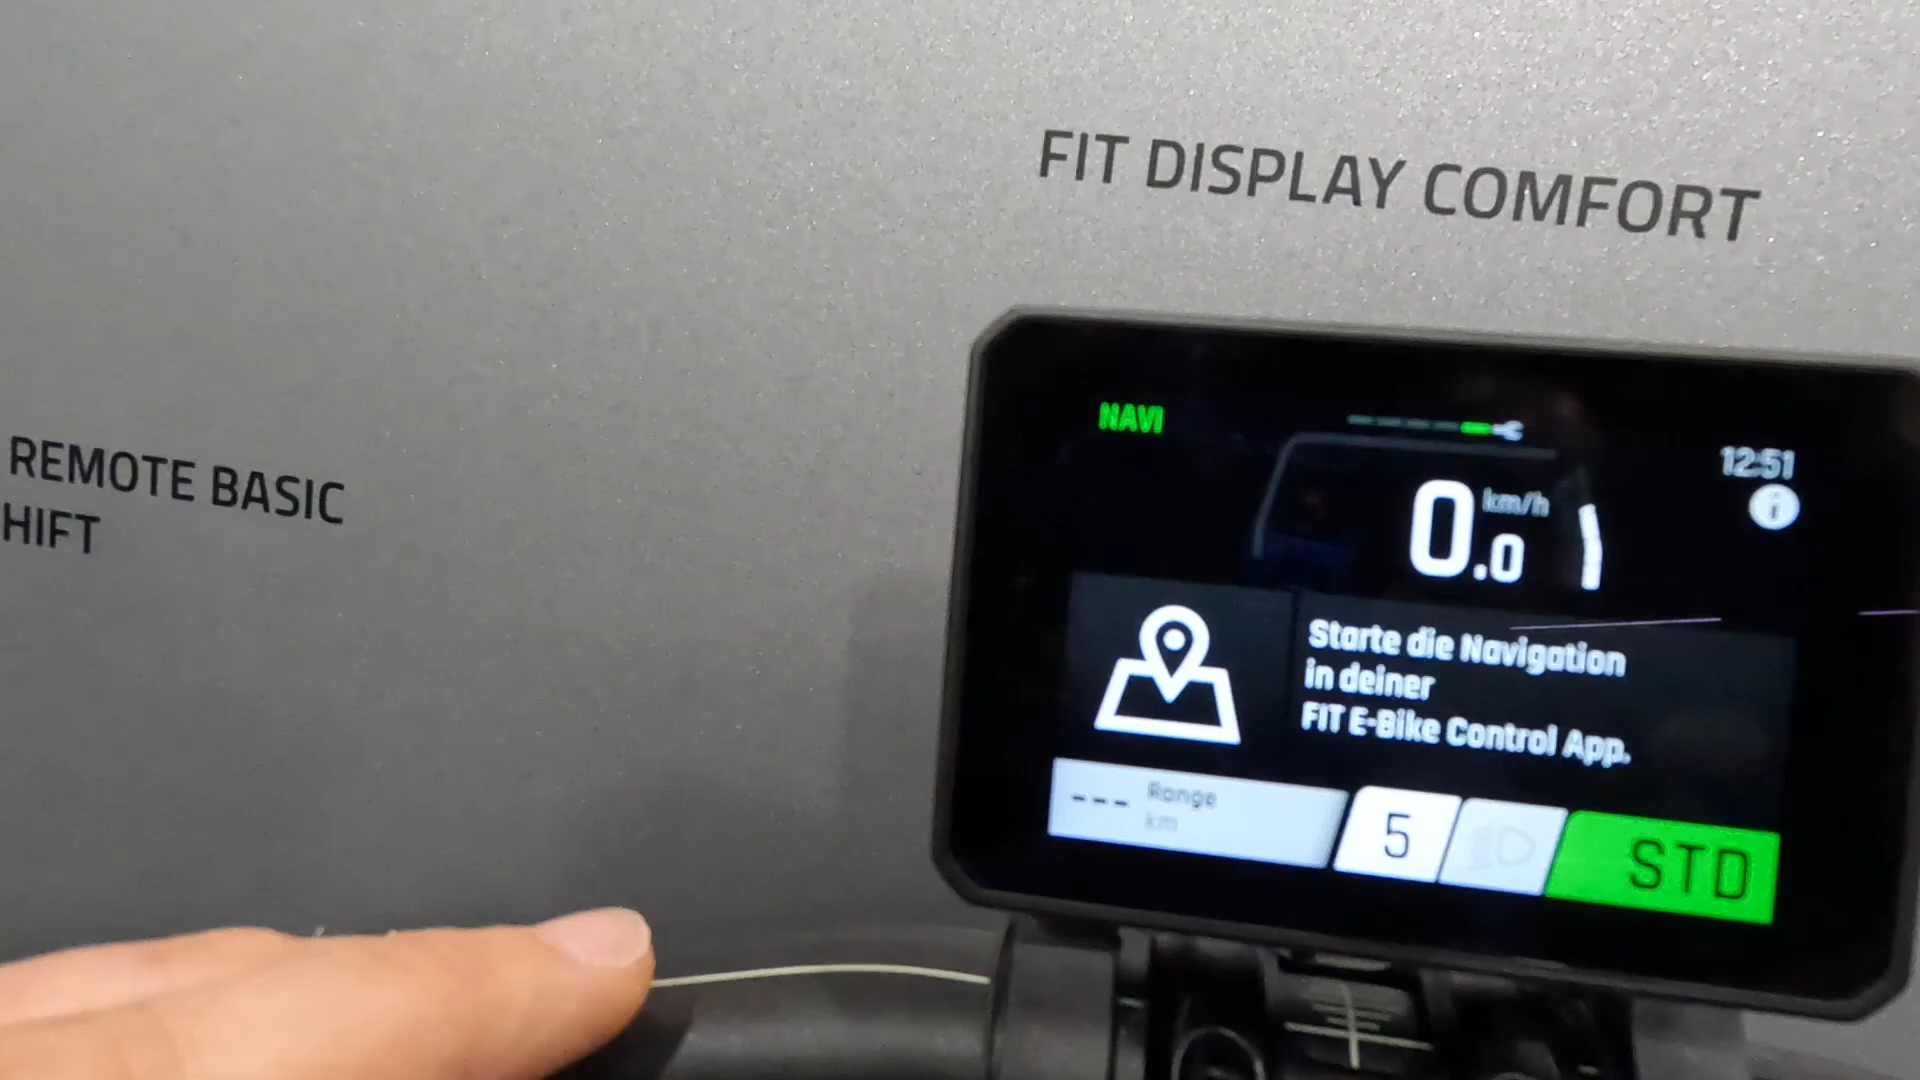 FIT DISPLAY COMFORT
REMOTE BASIC
HIFT
NAVI
12:51
0.0 km/h
Starte die Navigation
in deiner
FIT E-Bike Control App.
--- Range
km
5
STD